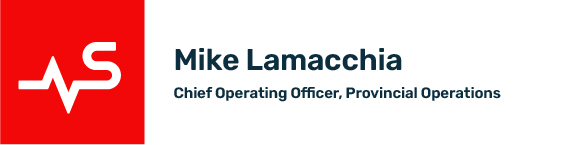 S
Mike Lamacchia
Chief Operating Officer, Provincial Operations